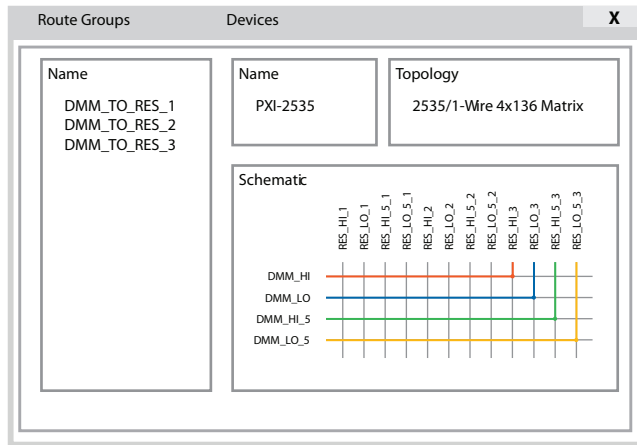 Route Groups
Devices
X
Name
DMM_TO_RES_1
DMM_TO_RES_2
DMM_TO_RES_3
Name
PXI-2535
Topology
2535/1-Wire 4x136 Matrix
Schematic
RES_HI_1
RES_LO_1
RES_HI_5_1
RES_LO_5_1
RES_HI_2
RES_LO_2
RES_HI_5_2
RES_LO_5_2
RES_HI_3
RES_LO_3
RES_HI_5_3
RES_LO_5_3
DMM_HI
DMM_LO
DMM_HI_5
DMM_LO_5